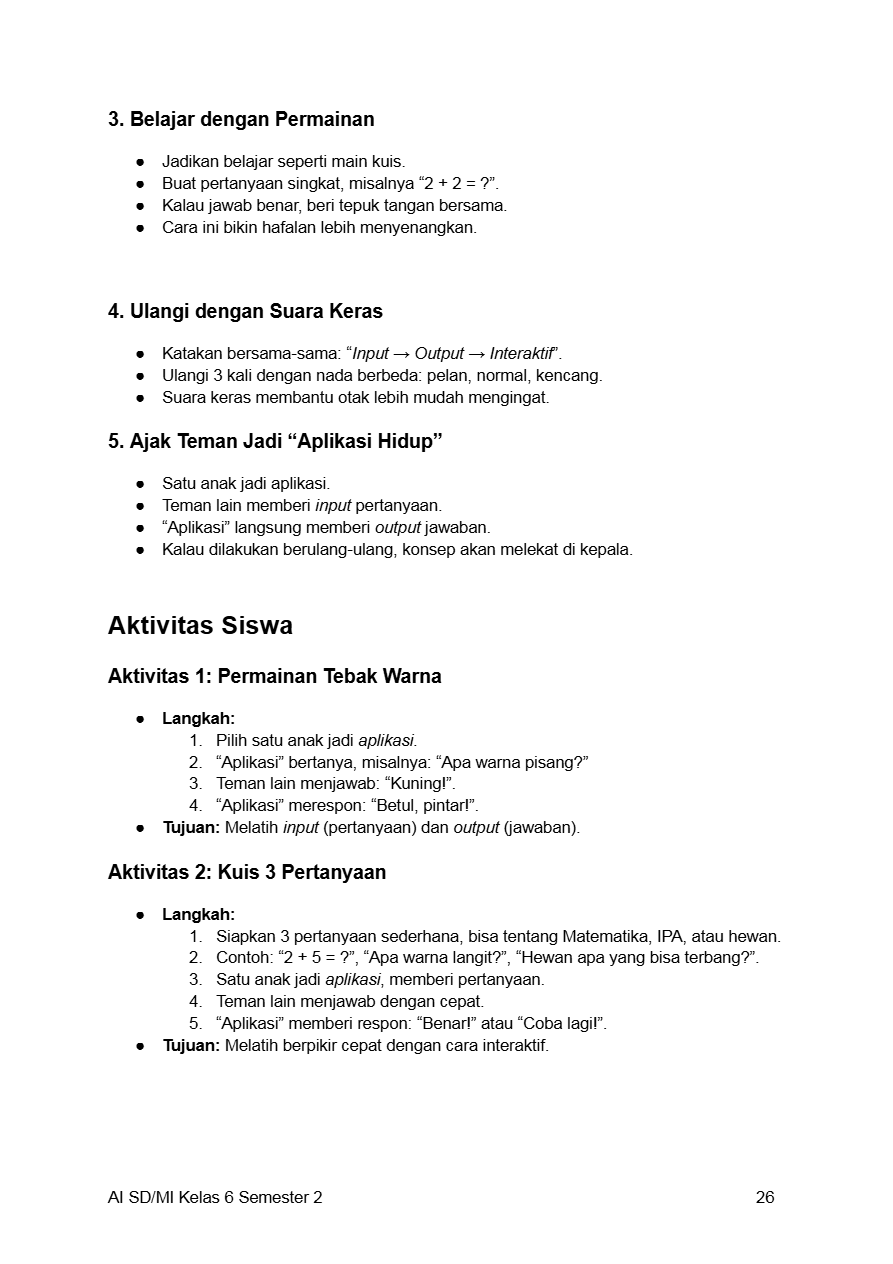 3. Belajar dengan Permainan
● Jadikan belajar seperti main kuis.
● Buat pertanyaan singkat, misalnya “2 + 2 = ?”.
● Kalau jawab benar, beri tepuk tangan bersama.
● Cara ini bikin hafalan lebih menyenangkan.
4. Ulangi dengan Suara Keras
● Katakan bersama-sama: “Input → Output → Interaktif”.
● Ulangi 3 kali dengan nada berbeda: pelan, normal, kencang.
● Suara keras membantu otak lebih mudah mengingat.
5. Ajak Teman Jadi “Aplikasi Hidup”
● Satu anak jadi aplikasi.
● Teman lain memberi input pertanyaan.
● “Aplikasi” langsung memberi output jawaban.
● Kalau dilakukan berulang-ulang, konsep akan melekat di kepala.
Aktivitas Siswa
Aktivitas 1: Permainan Tebak Warna
● Langkah:
1. Pilih satu anak jadi aplikasi.
2. “Aplikasi” bertanya, misalnya: “Apa warna pisang?”
3. Teman lain menjawab: “Kuning!”.
4. “Aplikasi” merespon: “Betul, pintar!”.
● Tujuan: Melatih input (pertanyaan) dan output (jawaban).
Aktivitas 2: Kuis 3 Pertanyaan
● Langkah:
1. Siapkan 3 pertanyaan sederhana, bisa tentang Matematika, IPA, atau hewan.
2. Contoh: “2 + 5 = ?”, “Apa warna langit?”, “Hewan apa yang bisa terbang?”.
3. Satu anak jadi aplikasi, memberi pertanyaan.
4. Teman lain menjawab dengan cepat.
5. “Aplikasi” memberi respon: “Benar!” atau “Coba lagi!”.
● Tujuan: Melatih berpikir cepat dengan cara interaktif.
AI SD/MI Kelas 6 Semester 2 26